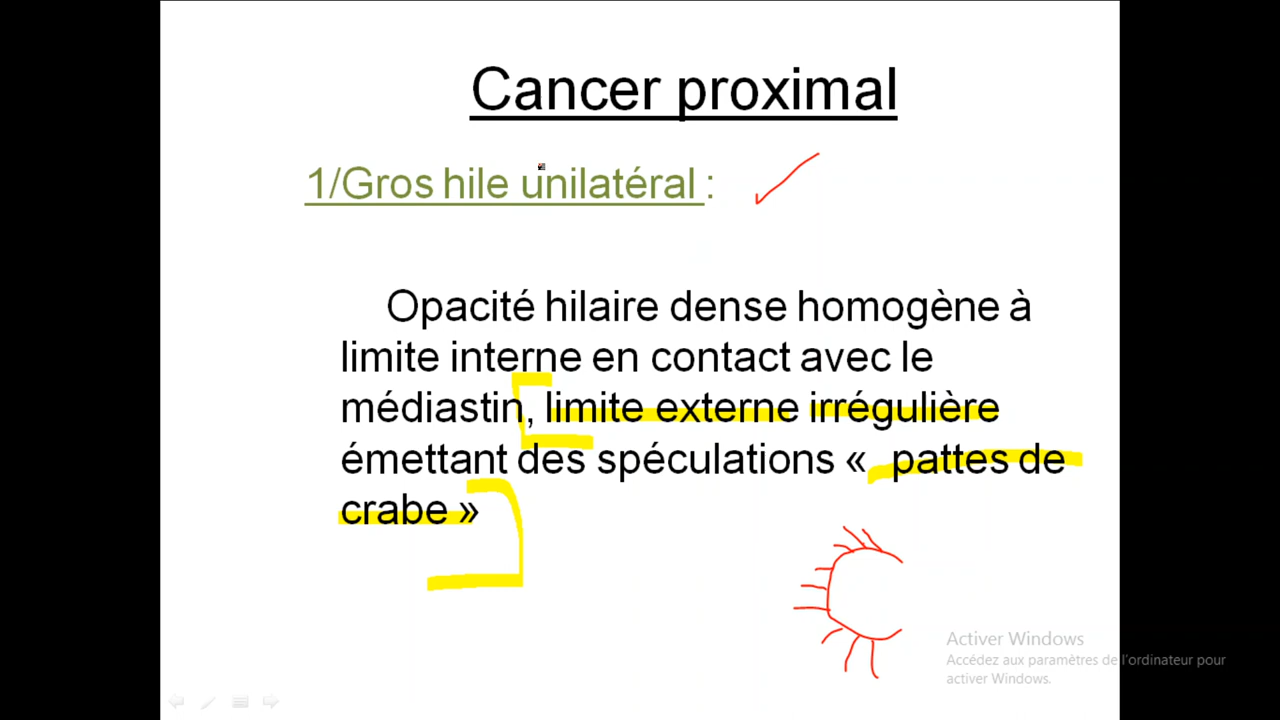 Cancer proximal
1/Gros hile unilatéral :
Opacité hilaire dense homogène à
limite interne en contact avec le
médiastin, limite externe irrégulière
émettant des spéculations « pattes de
crabe »
Activer Windows
Accédez aux paramètres de l'ordinateur pour
activer Windows.